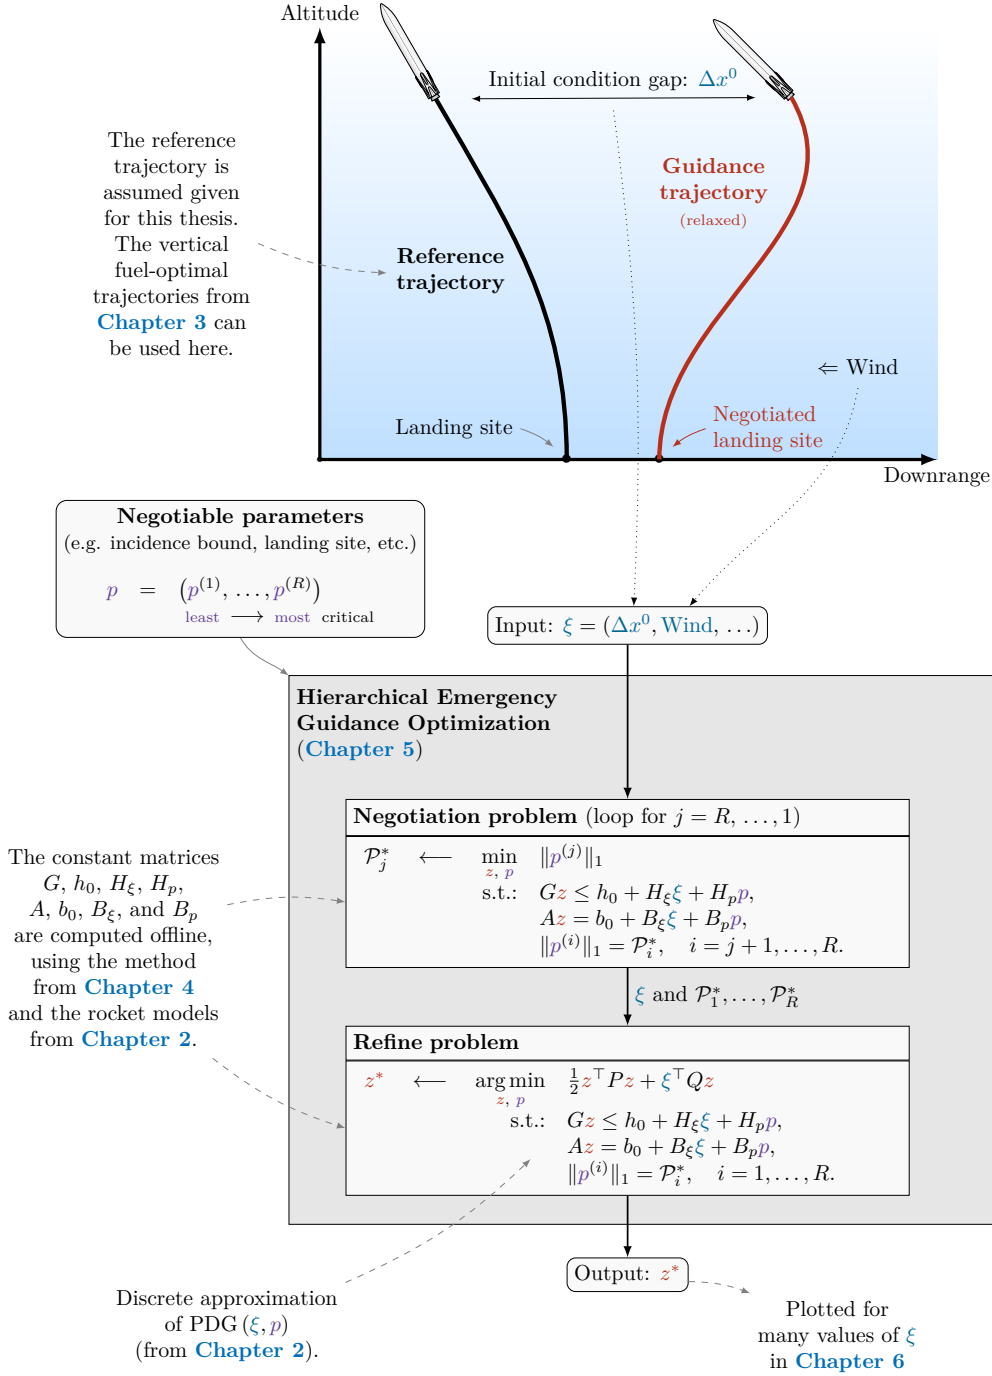 Altitude
Initial condition gap: Δx⁰
The reference
trajectory is
assumed given
for this thesis.
The vertical
fuel-optimal
trajectories from
Chapter 3 can
be used here.
Guidance
trajectory
(relaxed)
Reference
trajectory
⇐ Wind
Landing site
Negotiated
landing site
Downrange
Negotiable parameters
(e.g. incidence bound, landing site, etc.)
p = (p⁽¹⁾, …, p⁽ᴿ⁾)
least ⟶ most critical
Input: ξ = (Δx⁰, Wind, …)
Hierarchical Emergency
Guidance Optimization
(Chapter 5)
Negotiation problem (loop for j = R, …, 1)
𝒫*_j ⟵ min_{z, p} ‖p⁽ʲ⁾‖₁
s.t.: Gz ≤ h₀ + H_ξ ξ + H_p p,
Az = b₀ + B_ξ ξ + B_p p,
‖p⁽ⁱ⁾‖₁ = 𝒫*_i, i = j + 1, …, R.
The constant matrices
G, h₀, H_ξ, H_p,
A, b₀, B_ξ, and B_p
are computed offline,
using the method
from Chapter 4
and the rocket models
from Chapter 2.
ξ and 𝒫*_1, …, 𝒫*_R
Refine problem
z* ⟵ arg min_{z, p} ½ z^⊤ P z + ξ^⊤ Q z
s.t.: Gz ≤ h₀ + H_ξ ξ + H_p p,
Az = b₀ + B_ξ ξ + B_p p,
‖p⁽ⁱ⁾‖₁ = 𝒫*_i, i = 1, …, R.
Output: z*
Discrete approximation
of PDG (ξ, p)
(from Chapter 2).
Plotted for
many values of ξ
in Chapter 6